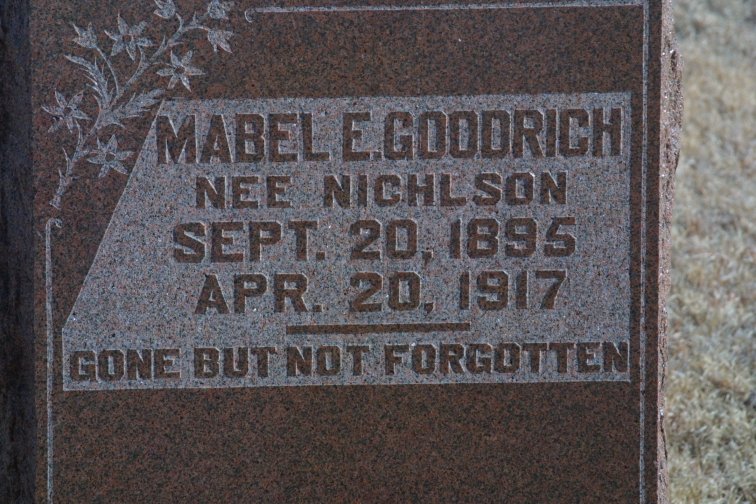 MABEL E. GOODRICH
NEE NICHLSON
SEPT. 20, 1895
APR. 20, 1917
GONE BUT NOT FORGOTTEN